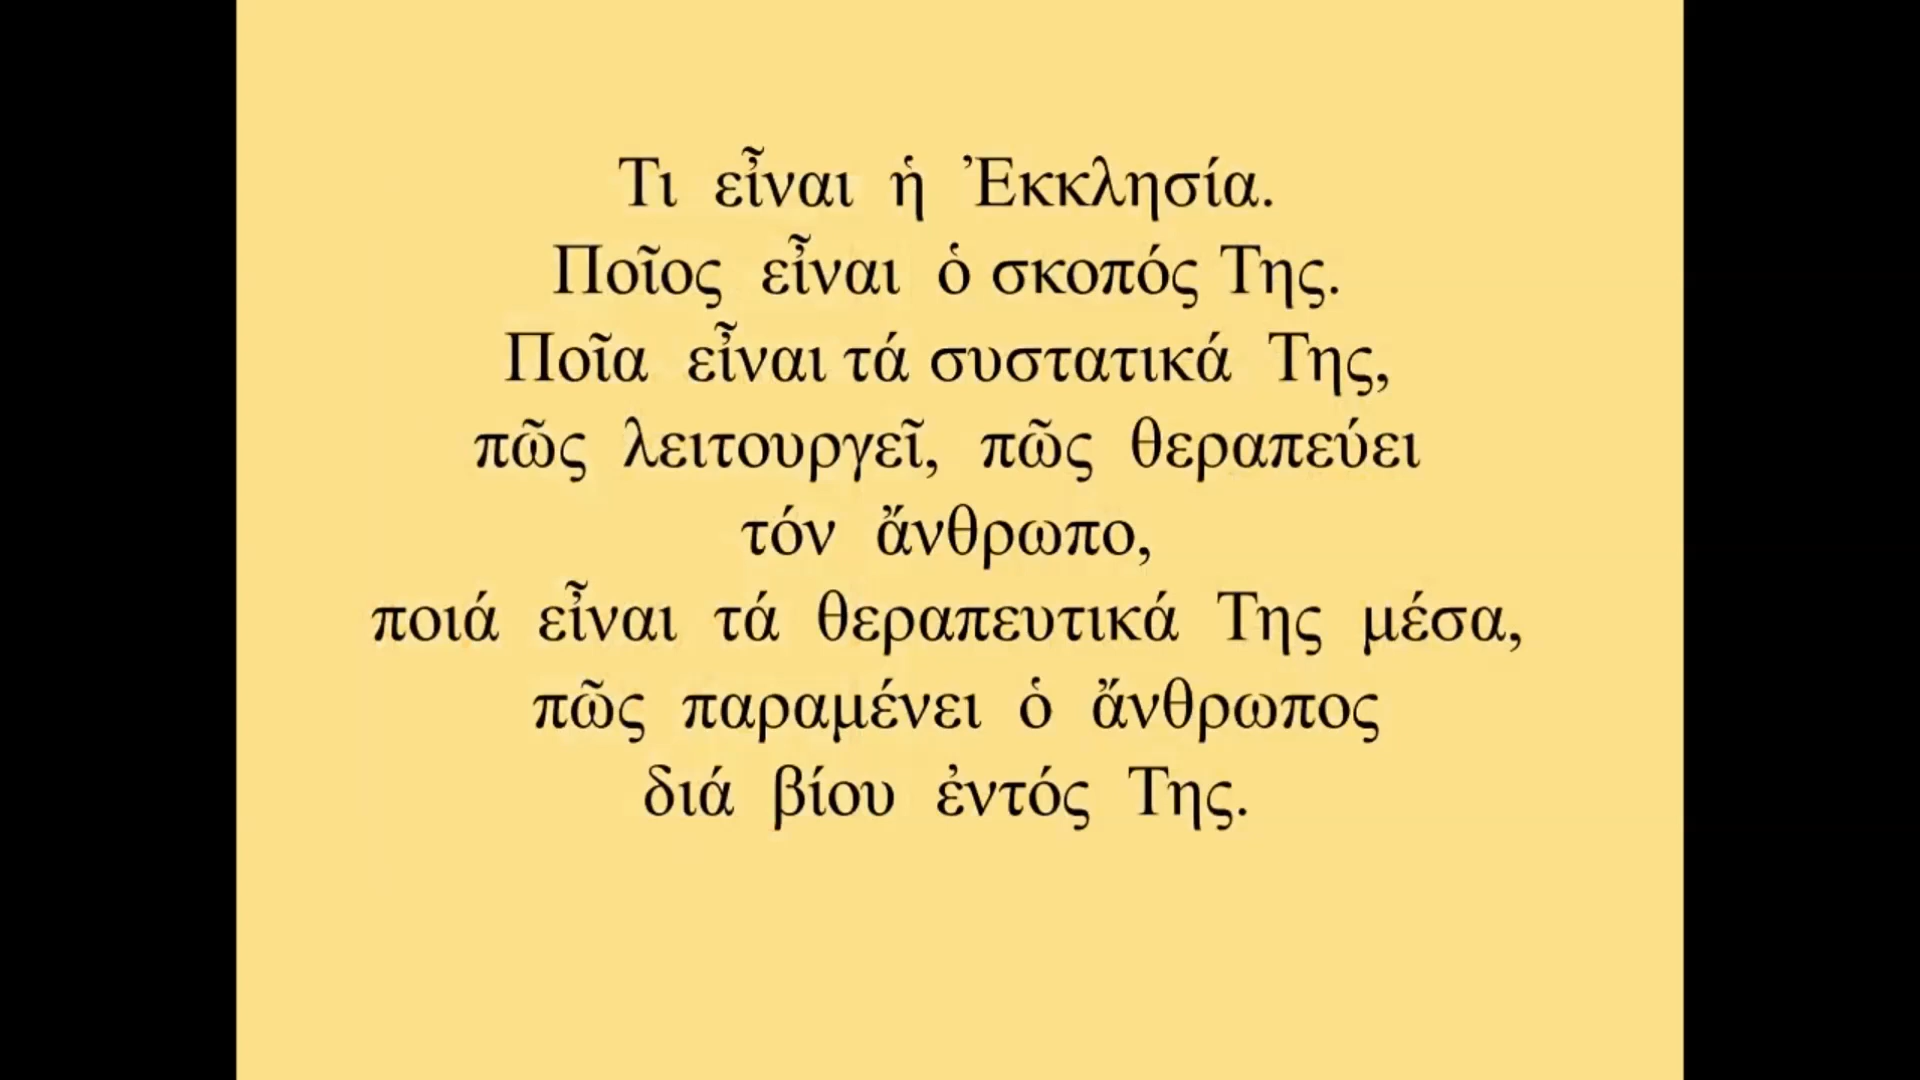 Τι εἶναι ἡ Ἐκκλησία.
Ποῖος εἶναι ὁ σκοπός Της.
Ποῖα εἶναι τά συστατικά Της,
πῶς λειτουργεῖ, πῶς θεραπεύει
τόν ἄνθρωπο,
ποιά εἶναι τά θεραπευτικά Της μέσα,
πῶς παραμένει ὁ ἄνθρωπος
διά βίου ἐντός Της.